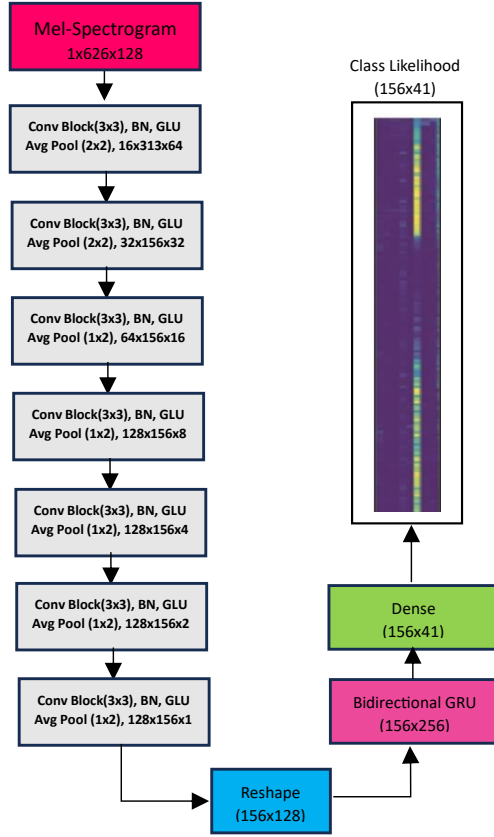 Mel-Spectrogram
1x626x128
Conv Block(3x3), BN, GLU
Avg Pool (2x2), 16x313x64
Conv Block(3x3), BN, GLU
Avg Pool (2x2), 32x156x32
Conv Block(3x3), BN, GLU
Avg Pool (1x2), 64x156x16
Conv Block(3x3), BN, GLU
Avg Pool (1x2), 128x156x8
Conv Block(3x3), BN, GLU
Avg Pool (1x2), 128x156x4
Conv Block(3x3), BN, GLU
Avg Pool (1x2), 128x156x2
Conv Block(3x3), BN, GLU
Avg Pool (1x2), 128x156x1
Reshape
(156x128)
Bidirectional GRU
(156x256)
Dense
(156x41)
Class Likelihood
(156x41)